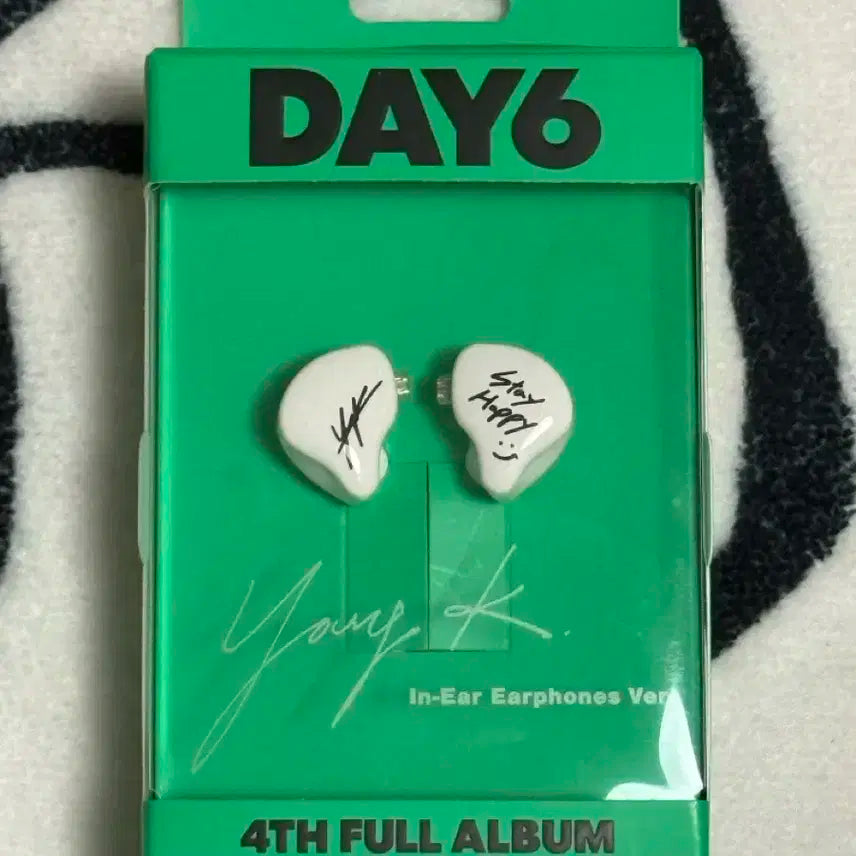 DAY6
Stay
Happy
:)
Young K.
In-Ear Earphones Ver
4TH FULL ALBUM